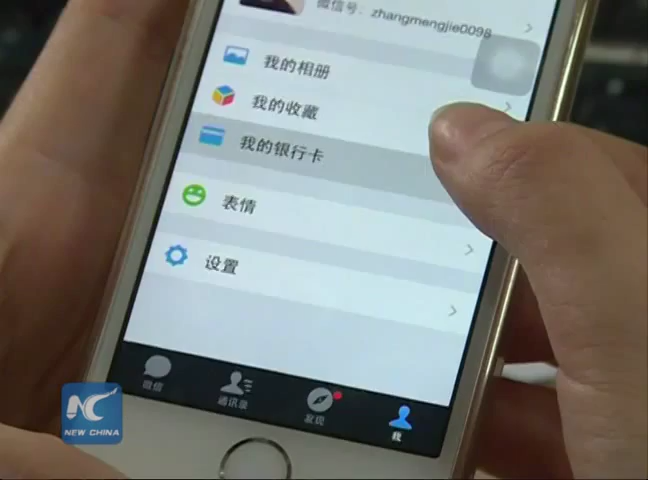 微信号: zhangmengjie0098
我的相册
我的收藏
我的银行卡
表情
设置
微信
通讯录
发现
我
NC
NEW CHINA